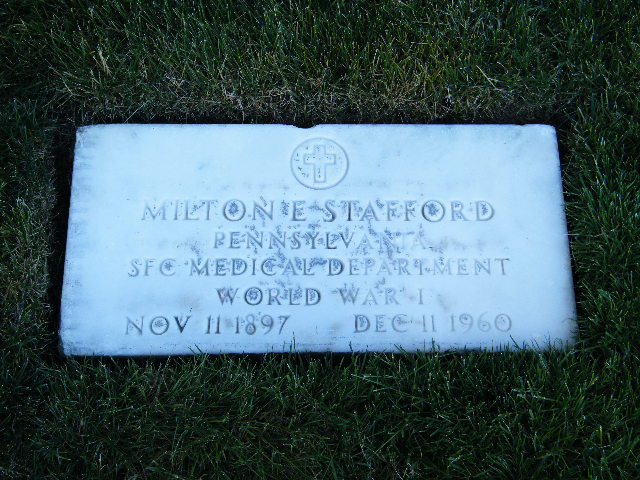 MILTON E STAFFORD
PENNSYLVANIA
SFC MEDICAL DEPARTMENT
WORLD WAR I
NOV 11 1897 DEC 11 1960